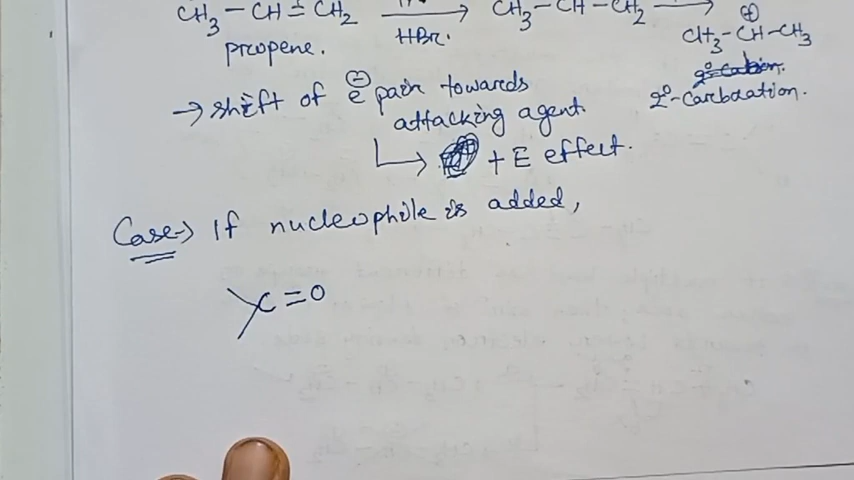 CH3 - CH = CH2 → CH3 - CH - CH2 →
HBr.
propene.
⊕
CH3 - CH - CH3
2°-Carbocation.
→ shift of e⊖ pair towards
attacking agent.
↳ + E effect.
Case → If nucleophile is added,
>C=O